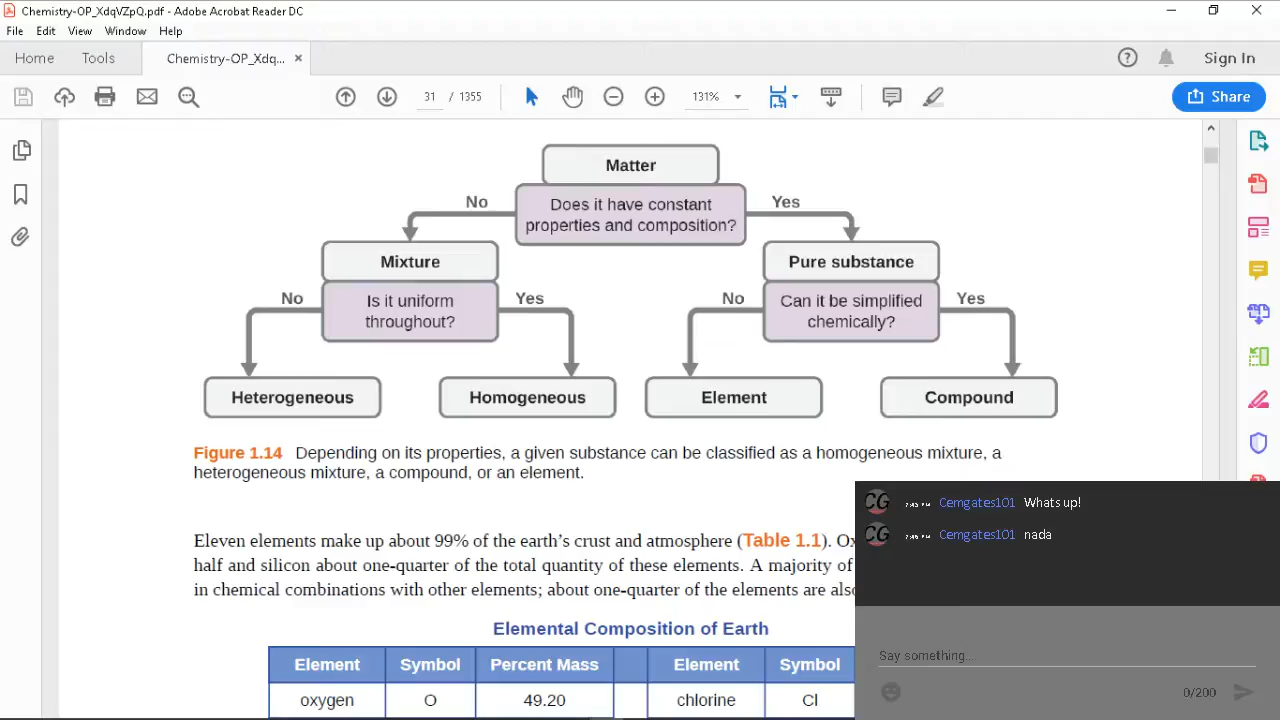 Chemistry-OP_XdqVZpQ.pdf - Adobe Acrobat Reader DC
File Edit View Window Help
Home Tools Chemistry-OP_Xdq... × Sign In
31 / 1355 131% Share
Matter
Does it have constant
properties and composition?
No Yes
Mixture
Is it uniform
throughout?
Pure substance
Can it be simplified
chemically?
No Yes No Yes
Heterogeneous Homogeneous Element Compound
Figure 1.14 Depending on its properties, a given substance can be classified as a homogeneous mixture, a
heterogeneous mixture, a compound, or an element.
Eleven elements make up about 99% of the earth's crust and atmosphere (Table 1.1).
half and silicon about one-quarter of the total quantity of these elements. A majority of
in chemical combinations with other elements; about one-quarter of the elements are
Elemental Composition of Earth
Element Symbol Percent Mass Element Symbol
oxygen O 49.20 chlorine Cl
CG Cemgates101 Whats up!
CG Cemgates101 nada
Say something...
0/200